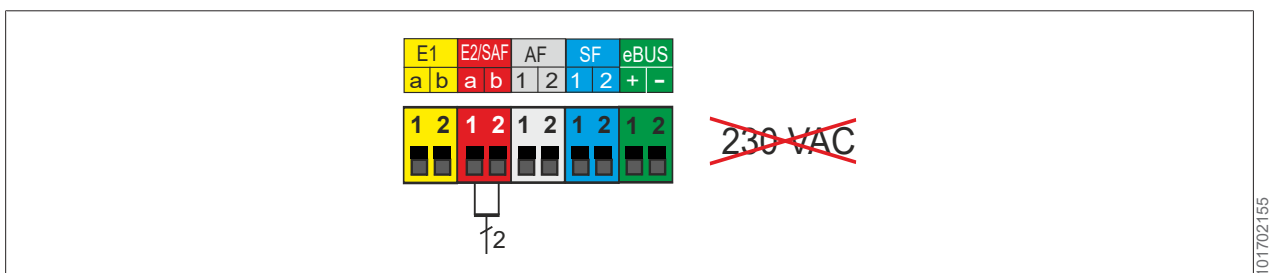 E1 E2/SAF AF SF eBUS
a b a b 1 2 1 2 + -
1 2 1 2 1 2 1 2 1 2
230 VAC
2
101702155